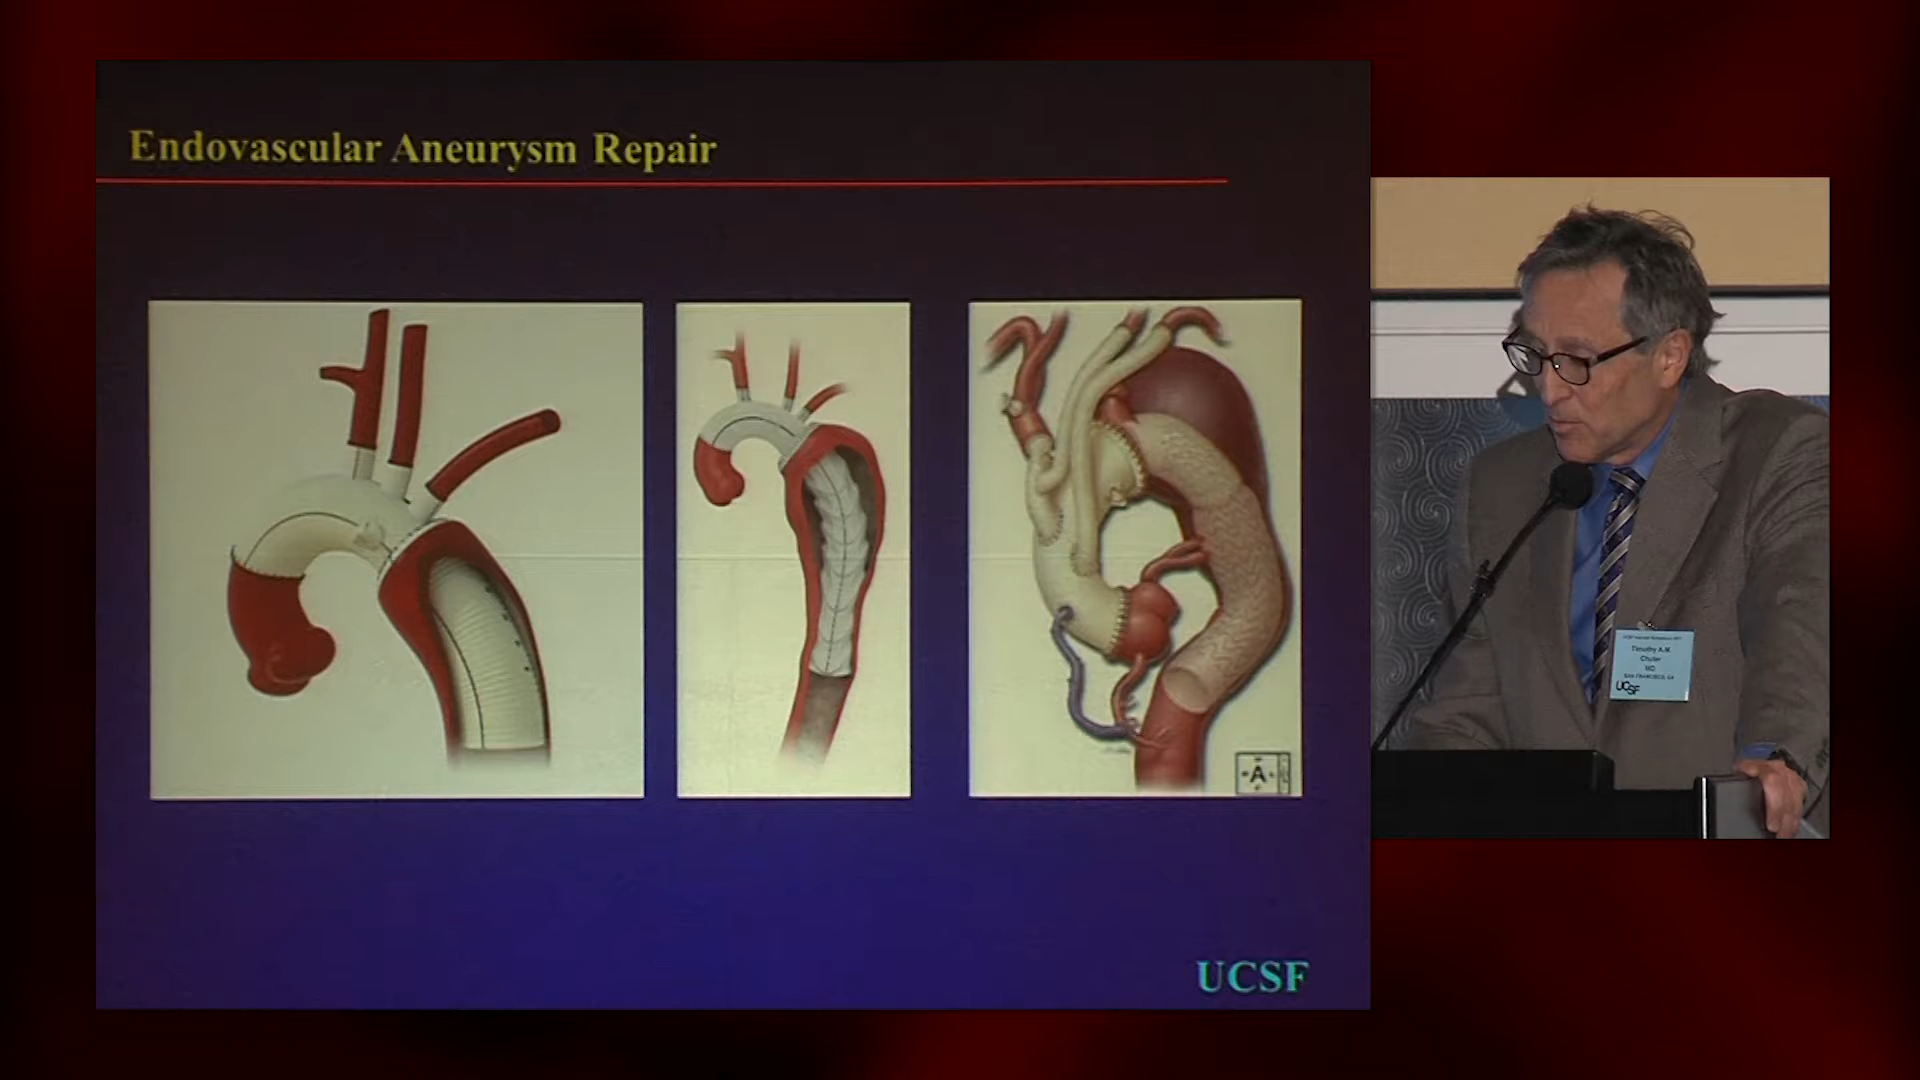 Endovascular Aneurysm Repair
A
UCSF
Timothy A.M.
Chuter
MD
SAN FRANCISCO, CA
UCSF